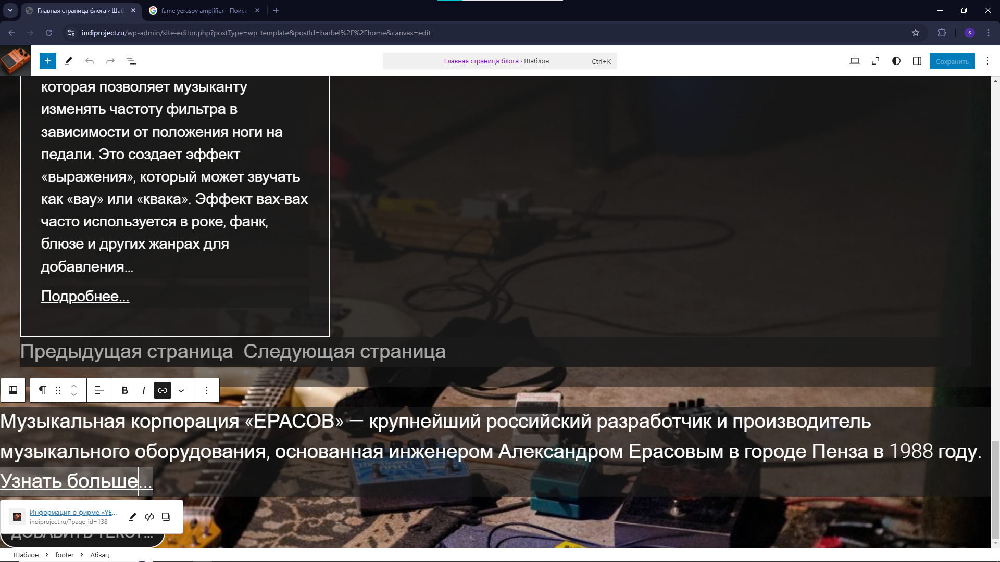 Главная страница блога ‹ Шаб
fame yerasov amplifier - Поиск
indiproject.ru/wp-admin/site-editor.php?postType=wp_template&postId=barbel%2F%2Fhome&canvas=edit
s
Главная страница блога · Шаблон
Ctrl+K
Сохранить
которая позволяет музыканту
изменять частоту фильтра в
зависимости от положения ноги на
педали. Это создает эффект
«выражения», который может звучать
как «вау» или «квака». Эффект вах-вах
часто используется в роке, фанк,
блюзе и других жанрах для
добавления…
Подробнее...
Предыдущая страница Следующая страница
B I
Музыкальная корпорация «ЕРАСОВ» — крупнейший российский разработчик и производитель
музыкального оборудования, основанная инженером Александром Ерасовым в городе Пенза в 1988 году.
Узнать больше...
Информация о фирме «YE...
indiproject.ru/?page_id=138
ДОБАВИТЬ ТЕКСТ...
Шаблон > footer > Абзац